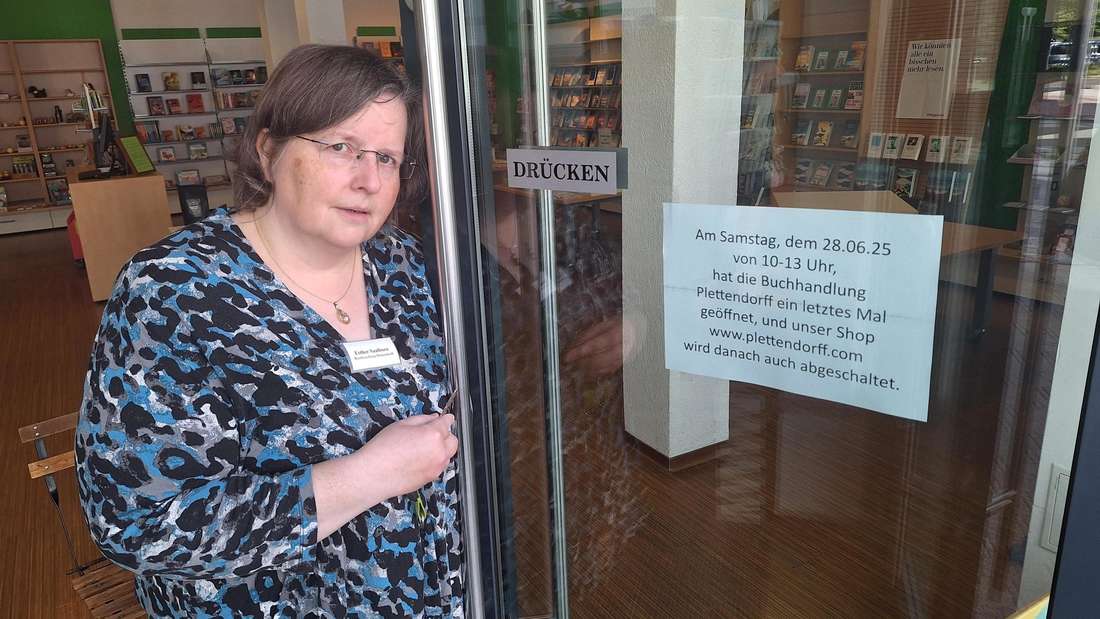 Wir könnten
alle ein
bisschen
mehr lesen.
DRÜCKEN
Am Samstag, dem 28.06.25
von 10-13 Uhr,
hat die Buchhandlung
Plettendorff ein letztes Mal
geöffnet, und unser Shop
www.plettendorff.com
wird danach auch abgeschaltet.
Esther